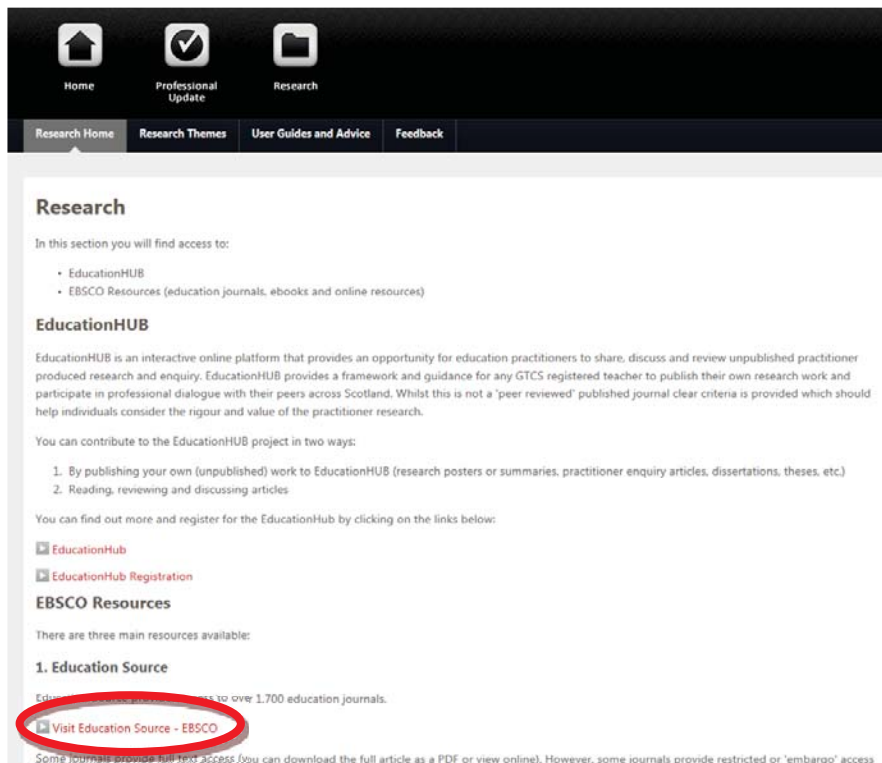 Home
Professional
Update
Research
Research Home
Research Themes
User Guides and Advice
Feedback
Research
In this section you will find access to:
• EducationHUB
• EBSCO Resources (education journals, ebooks and online resources)
EducationHUB
EducationHUB is an interactive online platform that provides an opportunity for education practitioners to share, discuss and review unpublished practitioner
produced research and enquiry. EducationHUB provides a framework and guidance for any GTCS registered teacher to publish their own research work and
participate in professional dialogue with their peers across Scotland. Whilst this is not a 'peer reviewed' published journal clear criteria is provided which should
help individuals consider the rigour and value of the practitioner research.
You can contribute to the EducationHUB project in two ways:
1. By publishing your own (unpublished) work to EducationHUB (research posters or summaries, practitioner enquiry articles, dissertations, theses, etc.)
2. Reading, reviewing and discussing articles
You can find out more and register for the EducationHub by clicking on the links below:
EducationHub
EducationHub Registration
EBSCO Resources
There are three main resources available:
1. Education Source
to over 1,700 education journals.
Visit Education Source - EBSCO
Some journals provide full text access (you can download the full article as a PDF or view online). However, some journals provide restricted or 'embargo' access